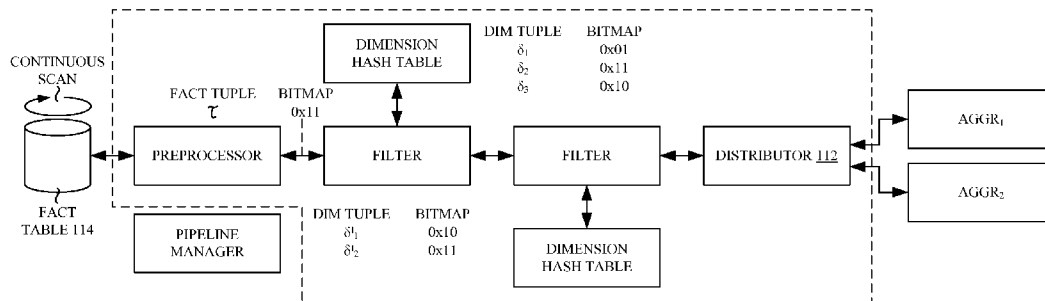 CONTINUOUS
SCAN
FACT
TABLE 114
FACT TUPLE
τ
BITMAP
0x11
PREPROCESSOR
PIPELINE
MANAGER
DIMENSION
HASH TABLE
FILTER
DIM TUPLE BITMAP
δ'₁ 0x10
δ'₂ 0x11
DIM TUPLE BITMAP
δ₁ 0x01
δ₂ 0x11
δ₃ 0x10
FILTER
DIMENSION
HASH TABLE
DISTRIBUTOR 112
AGGR₁
AGGR₂